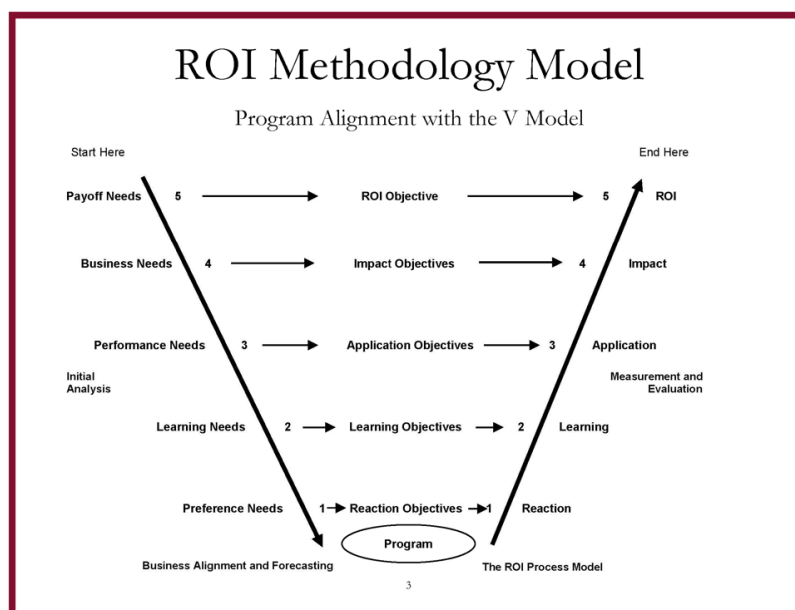 ROI Methodology Model
Program Alignment with the V Model
Start Here
End Here
Payoff Needs 5 ROI Objective 5 ROI
Business Needs 4 Impact Objectives 4 Impact
Performance Needs 3 Application Objectives 3 Application
Initial
Analysis
Measurement and
Evaluation
Learning Needs 2 Learning Objectives 2 Learning
Preference Needs 1 Reaction Objectives 1 Reaction
Program
Business Alignment and Forecasting
The ROI Process Model
3